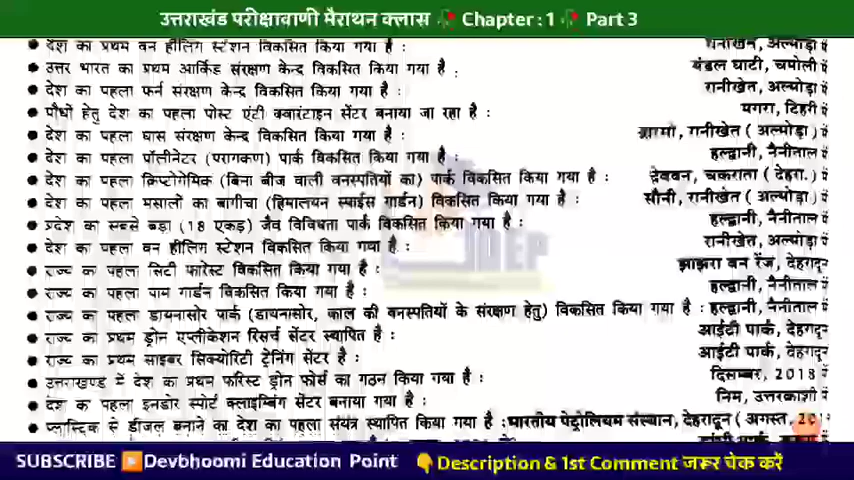 उत्तराखंड परीक्षावाणी मैराथन क्लास Chapter : 1 Part 3
● देश का प्रथम वन हीलिंग स्टेशन विकसित किया गया है : रानीखेत, अल्मोड़ा में
● उत्तर भारत का प्रथम आर्किड संरक्षण केन्द्र विकसित किया गया है : मंडल घाटी, चमोली में
● देश का पहला फर्न संरक्षण केन्द्र विकसित किया गया है : रानीखेत, अल्मोड़ा में
● पौधों हेतु देश का पहला पोस्ट एंटी क्वारंटाइन सेंटर बनाया जा रहा है : मगरा, टिहरी में
● देश का पहला घास संरक्षण केन्द्र विकसित किया गया है : रानीखेत ( अल्मोड़ा ) में
● देश का पहला पॉलीनेटर (परागकण) पार्क विकसित किया गया है : हल्द्वानी, नैनीताल में
● देश का पहला क्रिप्टोगेमिक (बिना बीज वाली वनस्पतियों का) पार्क विकसित किया गया है : देववन, चकराता ( देहरा.) में
● देश का पहला मसालों का बागीचा (हिमालयन स्पाईस गार्डन) विकसित किया गया है : सौनी, रानीखेत ( अल्मोड़ा ) में
● प्रदेश का सबसे बड़ा (18 एकड़) जैव विविधता पार्क विकसित किया गया है : हल्द्वानी, नैनीताल में
● देश का पहला वन हीलिंग स्टेशन विकसित किया गया है : रानीखेत, अल्मोड़ा में
● राज्य का पहला सिटी फारेस्ट विकसित किया गया है : झाझरा वन रेंज, देहरादून
● राज्य का पहला पाम गार्डन विकसित किया गया है : हल्द्वानी, नैनीताल में
● राज्य का पहला डायनासोर पार्क (डायनासोर, काल की वनस्पतियों के संरक्षण हेतु) विकसित किया गया है : हल्द्वानी, नैनीताल में
● राज्य का प्रथम ड्रोन एप्लीकेशन रिसर्च सेंटर स्थापित है : आईटी पार्क, देहरादून
● राज्य का प्रथम साइबर सिक्योरिटी ट्रेनिंग सेंटर है : आईटी पार्क, देहरादून
● उत्तराखण्ड में देश का प्रथम फॉरेस्ट ड्रोन फोर्स का गठन किया गया है : दिसम्बर, 2018 में
● देश का पहला इनडोर स्पोर्ट क्लाइम्बिंग सेंटर बनाया गया है : निम, उत्तरकाशी में
● प्लास्टिक से डीजल बनाने का देश का पहला संयंत्र स्थापित किया गया है : भारतीय पेट्रोलियम संस्थान, देहरादून ( अगस्त,
SUBSCRIBE Devbhoomi Education Point Description & 1st Comment जरूर चेक करें